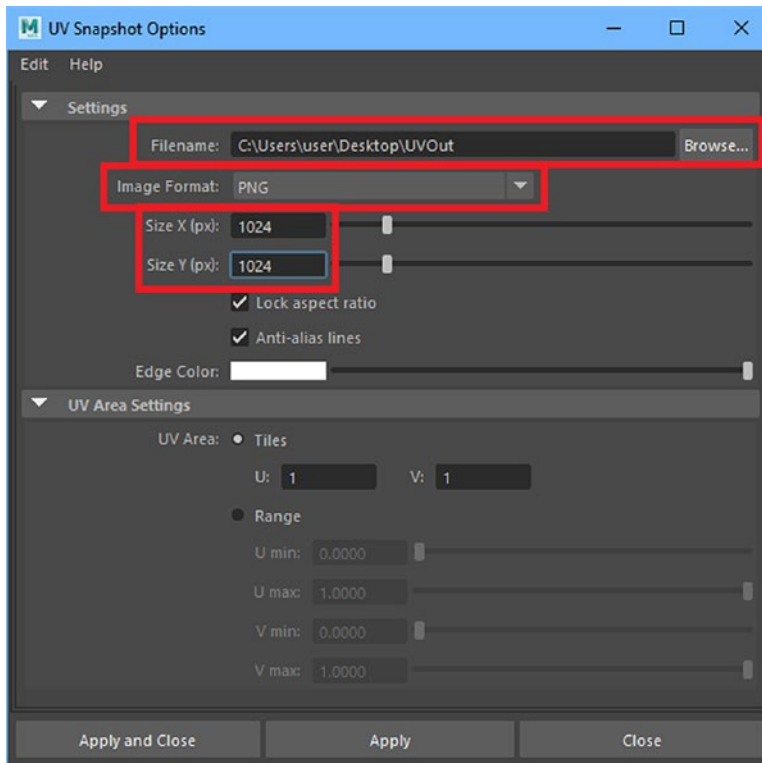 UV Snapshot Options
Edit Help
Settings
Filename: C:\Users\user\Desktop\UVOut Browse...
Image Format: PNG
Size X (px): 1024
Size Y (px): 1024
Lock aspect ratio
Anti-alias lines
Edge Color:
UV Area Settings
UV Area: Tiles
U: 1 V: 1
Range
U min: 0.0000
U max: 1.0000
V min: 0.0000
V max: 1.0000
Apply and Close Apply Close